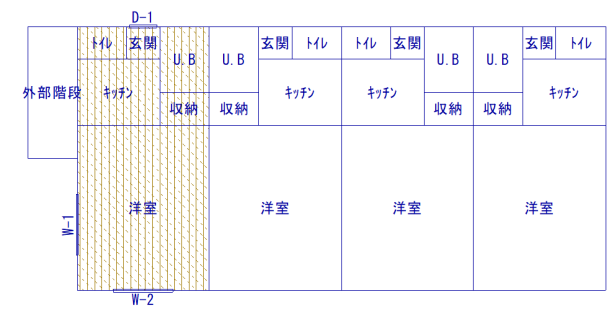 D-1
トイレ 玄関 U.B U.B 玄関 トイレ トイレ 玄関 U.B U.B 玄関 トイレ
外部階段 キッチン キッチン キッチン キッチン
収納 収納 収納 収納
洋室 洋室 洋室 洋室
W-1
W-2